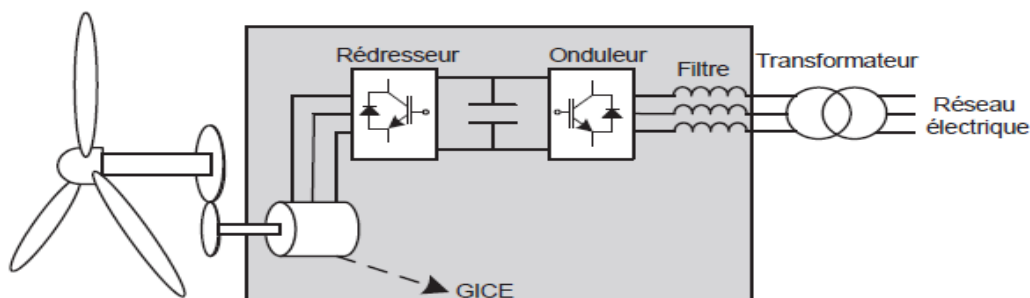 Rédresseur
Onduleur
Filtre
Transformateur
Réseau
électrique
GICE